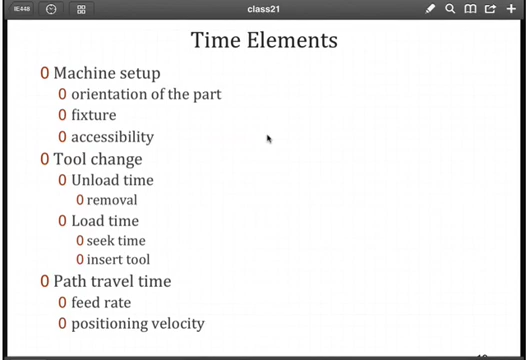 IE448
class21
Time Elements
0 Machine setup
0 orientation of the part
0 fixture
0 accessibility
0 Tool change
0 Unload time
0 removal
0 Load time
0 seek time
0 insert tool
0 Path travel time
0 feed rate
0 positioning velocity